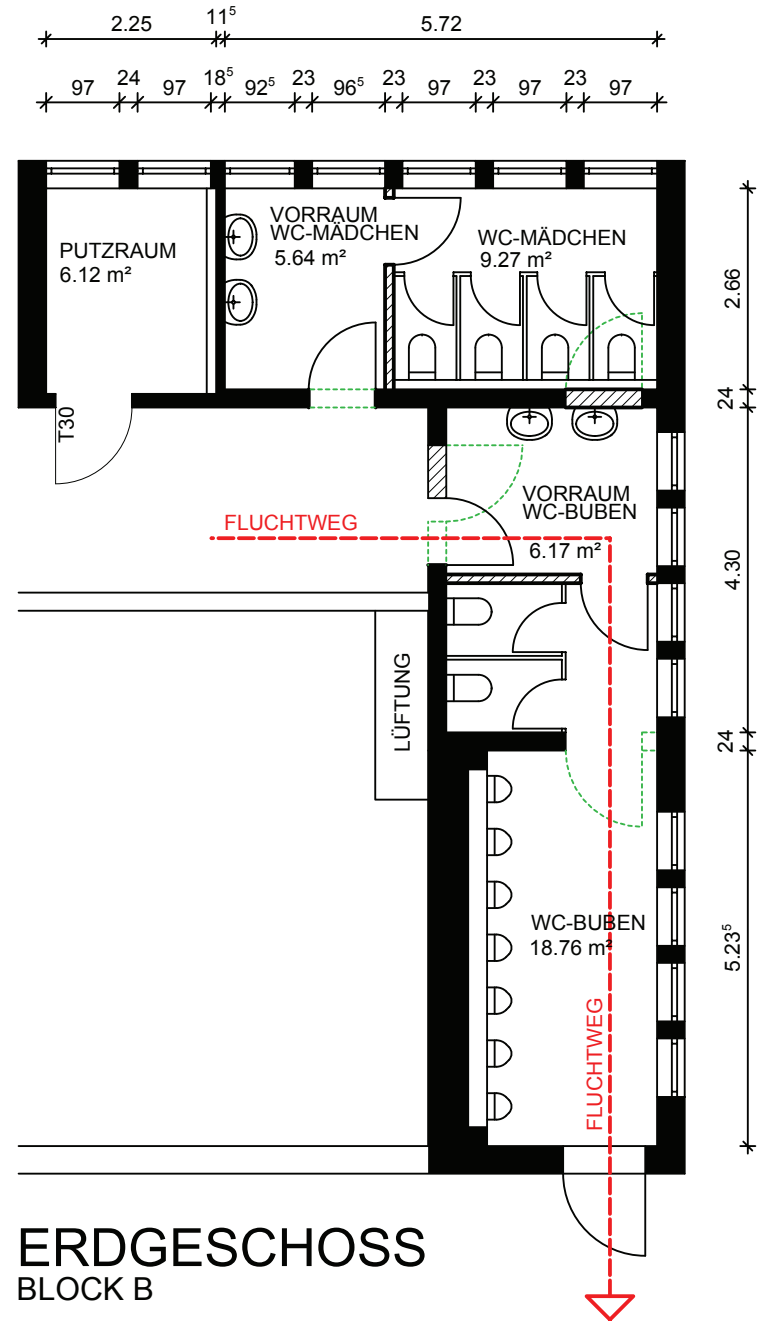 2.25 11⁵ 5.72
97 24 97 18⁵ 92⁵ 23 96⁵ 23 97 23 97 23 97
PUTZRAUM
6.12 m²
VORRAUM
WC-MÄDCHEN
5.64 m²
WC-MÄDCHEN
9.27 m²
2.66
24
T30
VORRAUM
WC-BUBEN
6.17 m²
FLUCHTWEG
4.30
LÜFTUNG
24
WC-BUBEN
18.76 m²
5.23⁵
FLUCHTWEG
ERDGESCHOSS
BLOCK B